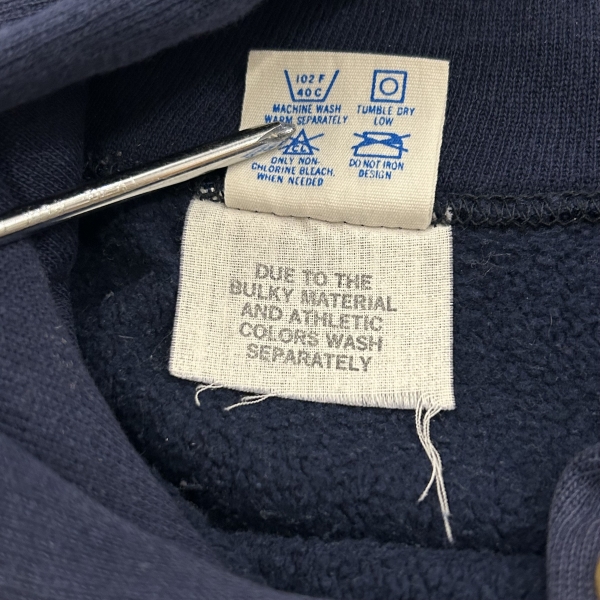 102 F
40 C
MACHINE WASH
WARM SEPARATELY
TUMBLE DRY
LOW
CL
ONLY NON-
CHLORINE BLEACH,
WHEN NEEDED
DO NOT IRON
DESIGN
DUE TO THE
BULKY MATERIAL
AND ATHLETIC
COLORS WASH
SEPARATELY